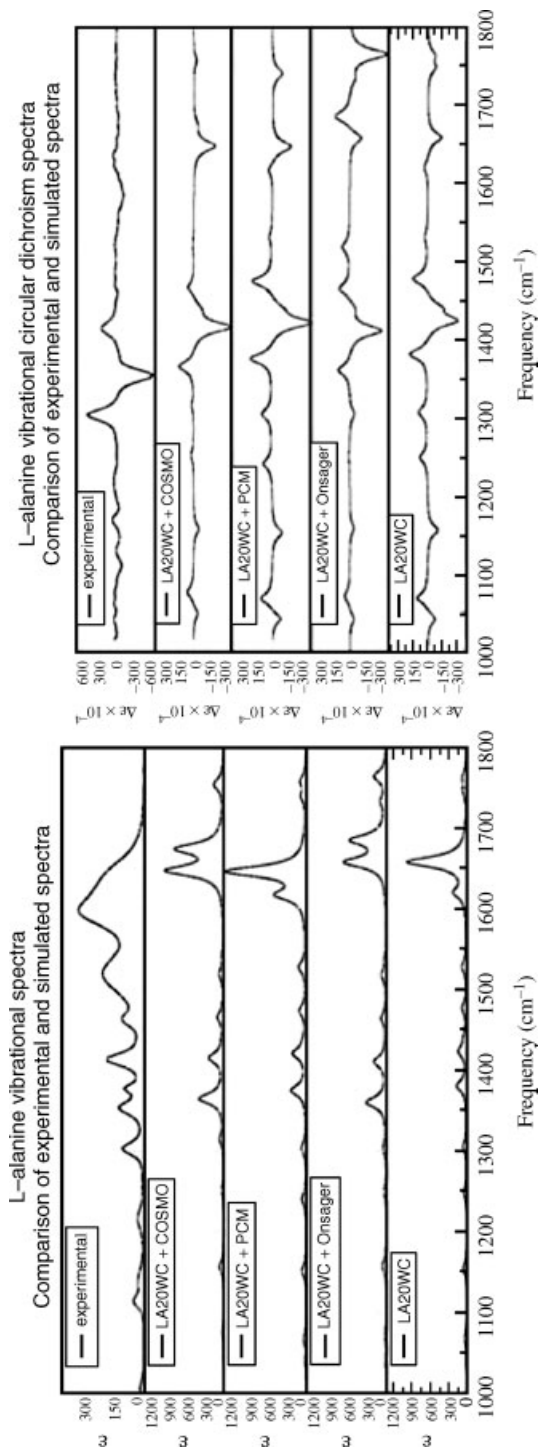 L–alanine vibrational spectra
Comparison of experimental and simulated spectra
experimental
300
150
0
ε
LA20WC + COSMO
1200
900
600
300
0
ε
LA20WC + PCM
1200
900
600
300
0
ε
LA20WC + Onsager
1200
900
600
300
0
ε
LA20WC
1200
900
600
300
0
ε
1000 1100 1200 1300 1400 1500 1600 1700 1800
Frequency (cm⁻¹)
L–alanine vibrational circular dichroism spectra
Comparison of experimental and simulated spectra
experimental
600
300
0
–300
–600
Δε × 10⁻⁴
LA20WC + COSMO
300
150
0
–150
–300
Δε × 10⁻⁴
LA20WC + PCM
300
150
0
–150
–300
Δε × 10⁻⁴
LA20WC + Onsager
300
150
0
–150
–300
Δε × 10⁻⁴
LA20WC
300
150
0
–150
–300
Δε × 10⁻⁴
1000 1100 1200 1300 1400 1500 1600 1700 1800
Frequency (cm⁻¹)